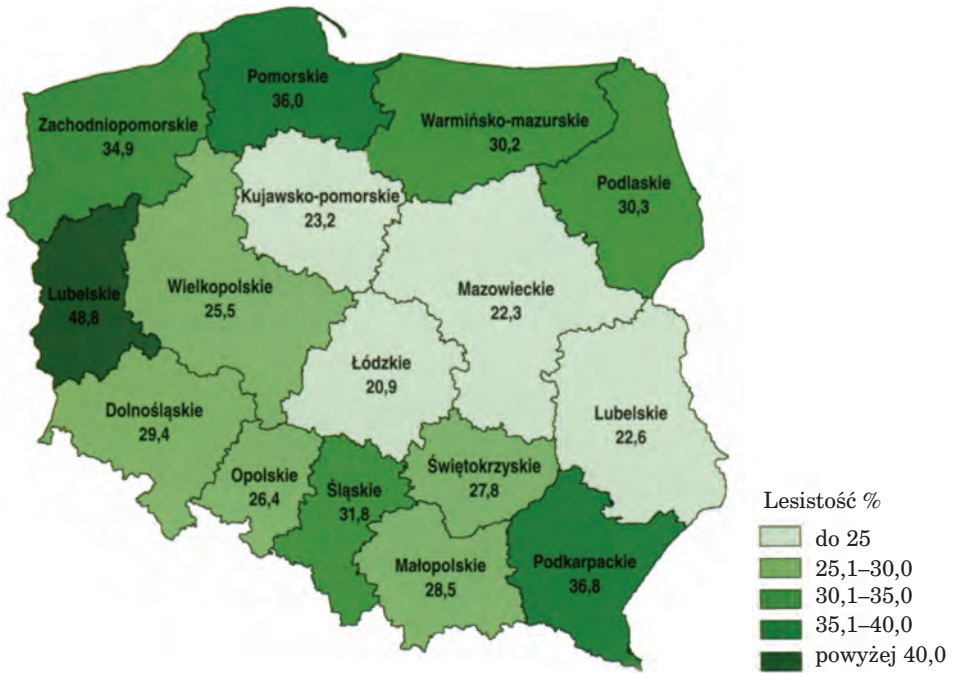 Pomorskie
36,0
Zachodniopomorskie
34,9
Warmińsko-mazurskie
30,2
Podlaskie
30,3
Kujawsko-pomorskie
23,2
Lubelskie
48,8
Wielkopolskie
25,5
Mazowieckie
22,3
Łódzkie
20,9
Dolnośląskie
29,4
Lubelskie
22,6
Opolskie
26,4
Śląskie
31,8
Świętokrzyskie
27,8
Małopolskie
28,5
Podkarpackie
36,8
Lesistość %
do 25
25,1–30,0
30,1–35,0
35,1–40,0
powyżej 40,0